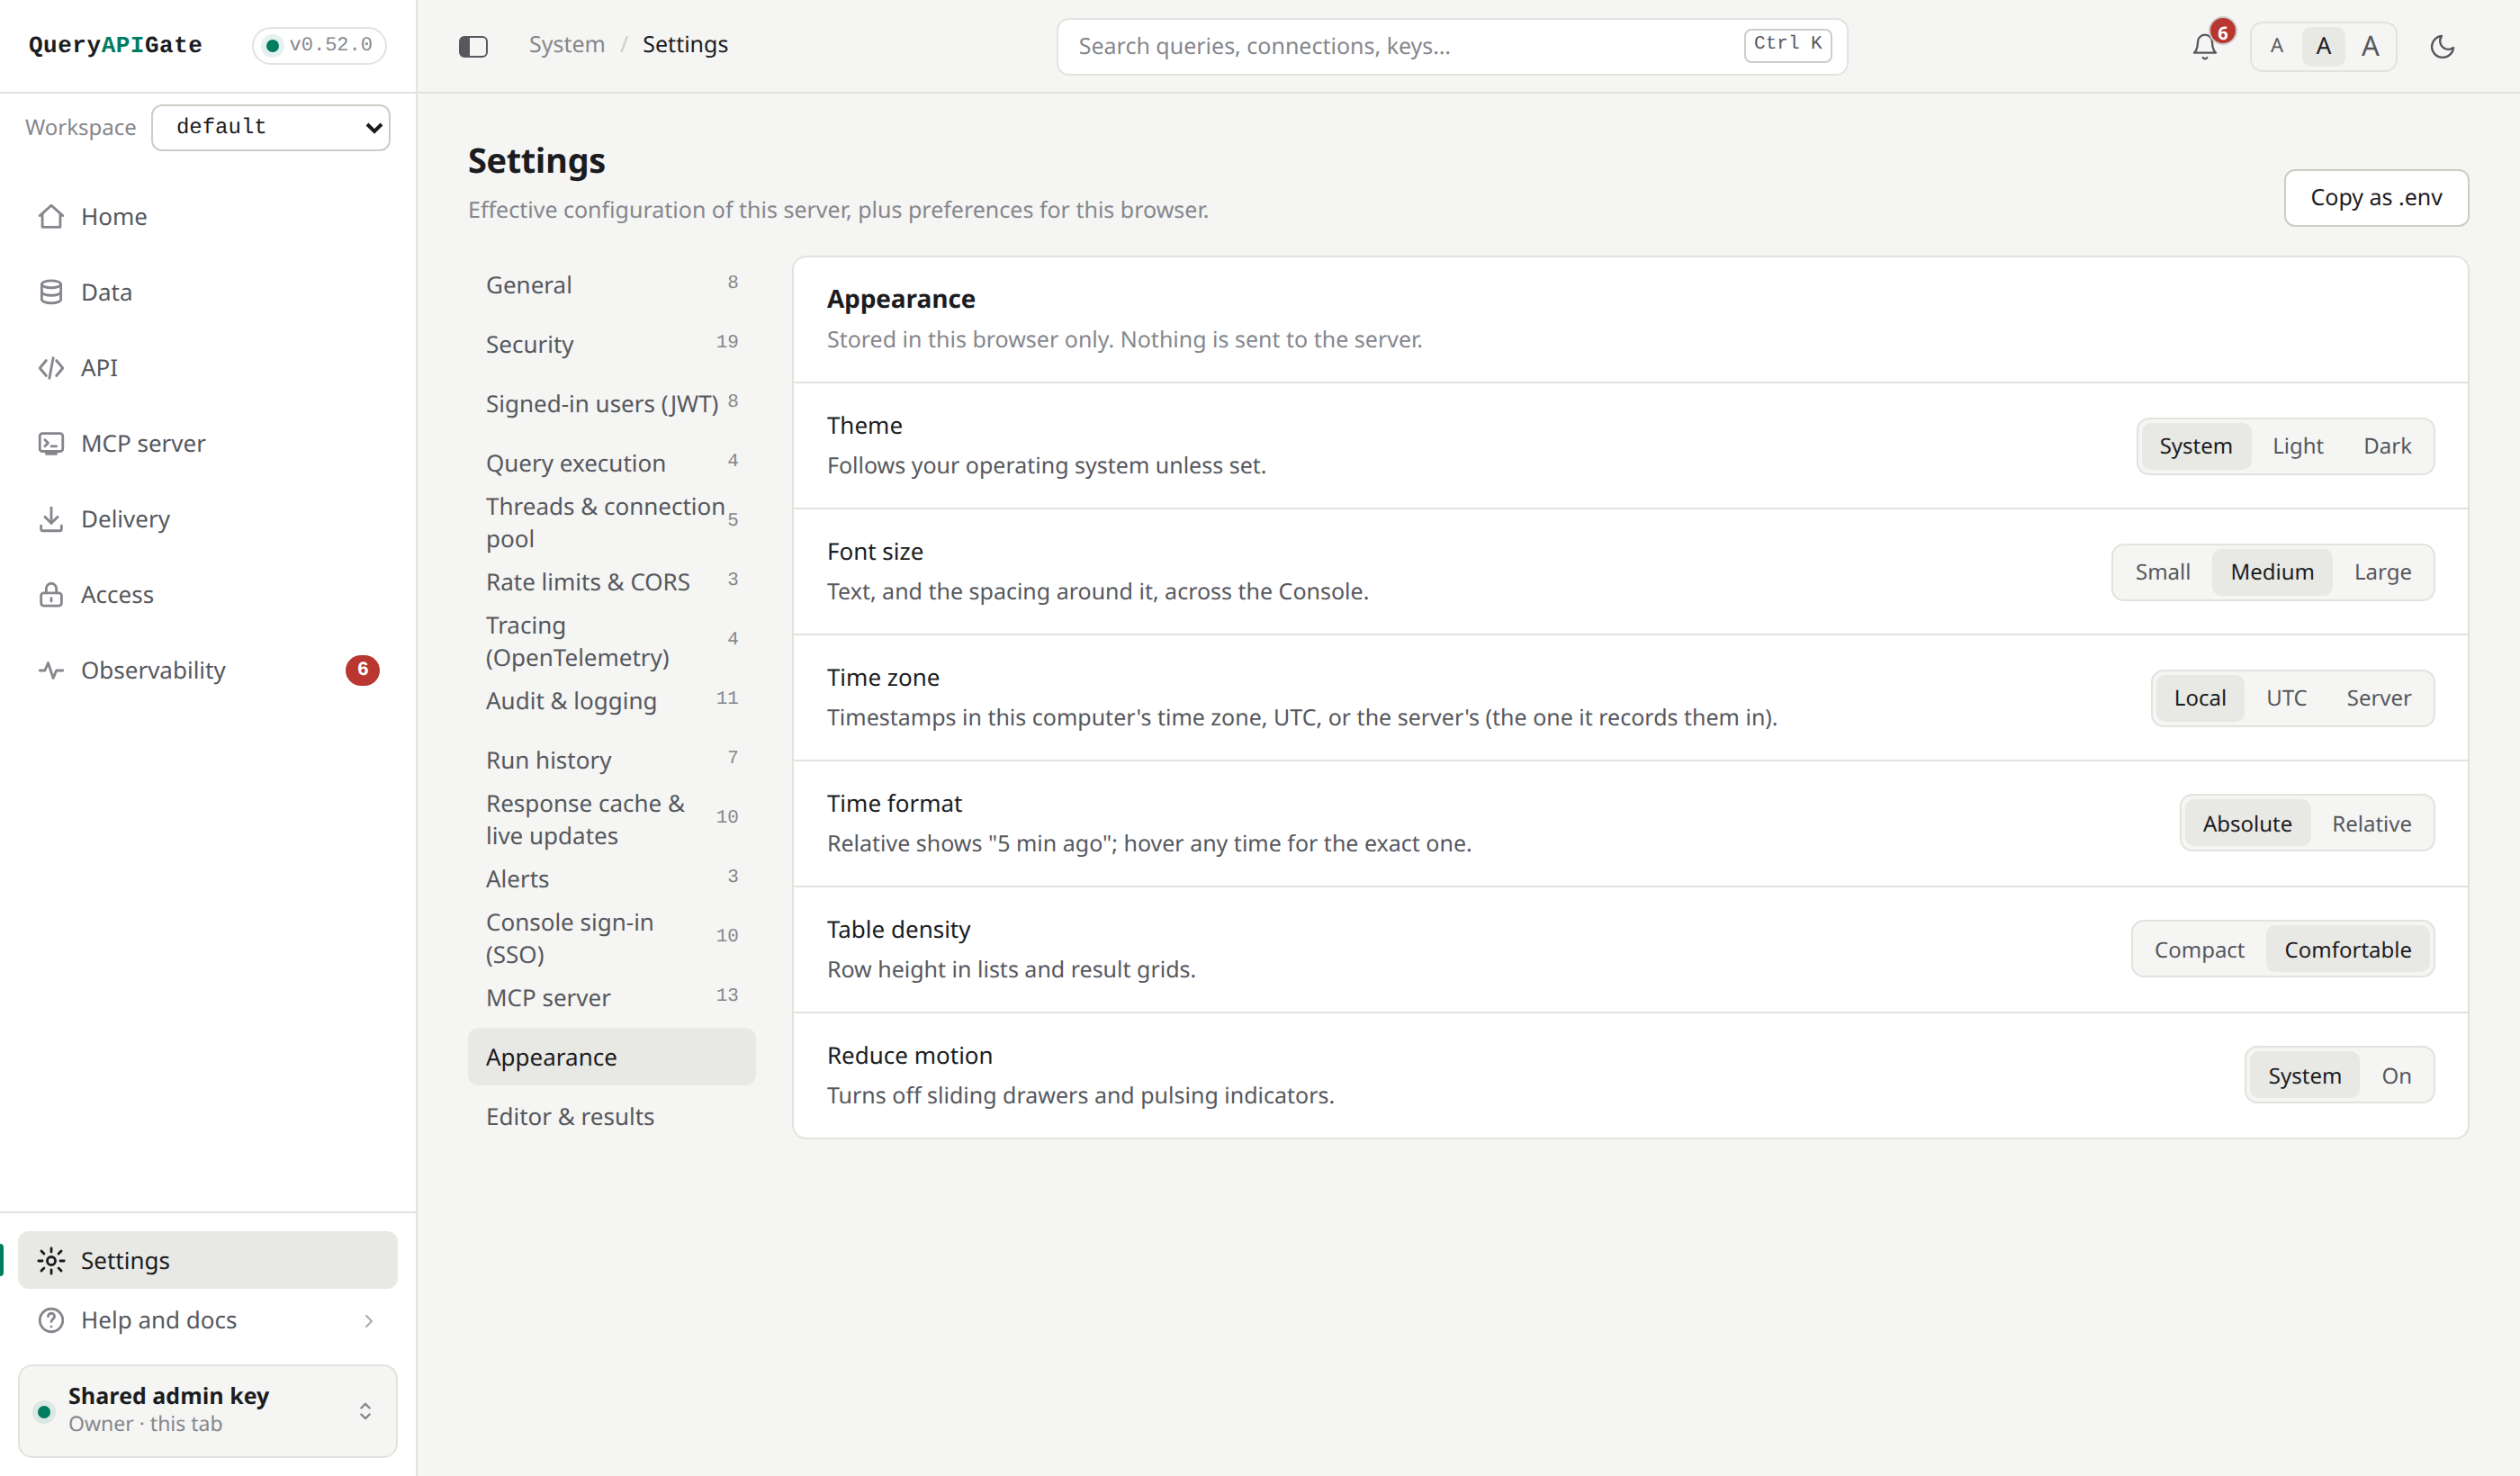 QueryAPIGate
v0.52.0
System / Settings
Search queries, connections, keys...
Ctrl K
6
A A A
Workspace
default
Home
Data
API
MCP server
Delivery
Access
Observability
6
Settings
Help and docs
Shared admin key
Owner · this tab
Settings
Effective configuration of this server, plus preferences for this browser.
Copy as .env
General 8
Security 19
Signed-in users (JWT) 8
Query execution 4
Threads & connection
pool
5
Rate limits & CORS 3
Tracing
(OpenTelemetry)
4
Audit & logging 11
Run history 7
Response cache &
live updates
10
Alerts 3
Console sign-in
(SSO)
10
MCP server 13
Appearance
Editor & results
Appearance
Stored in this browser only. Nothing is sent to the server.
Theme
Follows your operating system unless set.
System Light Dark
Font size
Text, and the spacing around it, across the Console.
Small Medium Large
Time zone
Timestamps in this computer's time zone, UTC, or the server's (the one it records them in).
Local UTC Server
Time format
Relative shows "5 min ago"; hover any time for the exact one.
Absolute Relative
Table density
Row height in lists and result grids.
Compact Comfortable
Reduce motion
Turns off sliding drawers and pulsing indicators.
System On